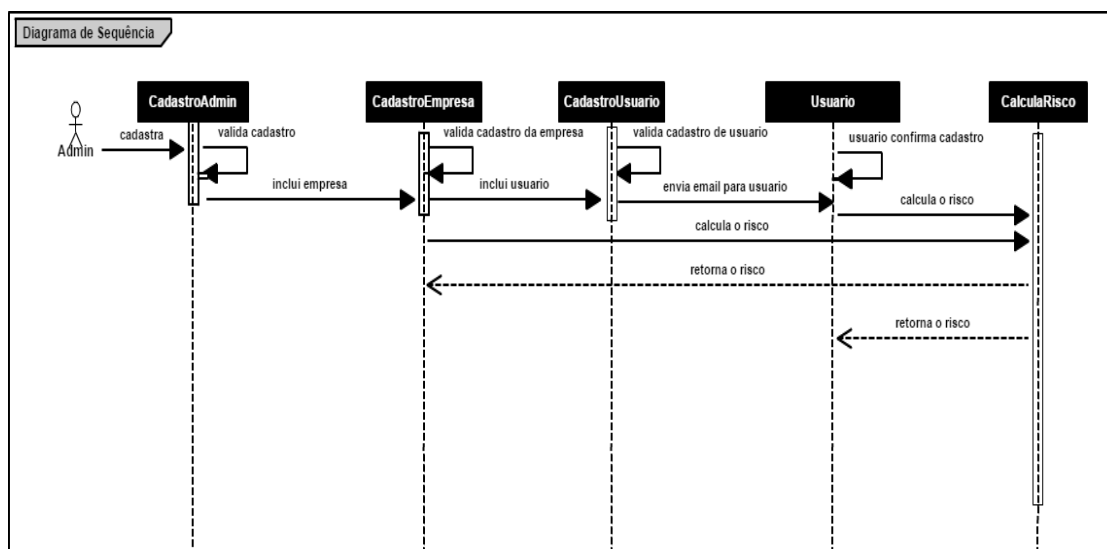 Diagrama de Sequência
CadastroAdmin
CadastroEmpresa
CadastroUsuario
Usuario
CalculaRisco
Admin
cadastra
valida cadastro
valida cadastro da empresa
valida cadastro de usuario
usuario confirma cadastro
inclui empresa
inclui usuario
envia email para usuario
calcula o risco
calcula o risco
retorna o risco
retorna o risco